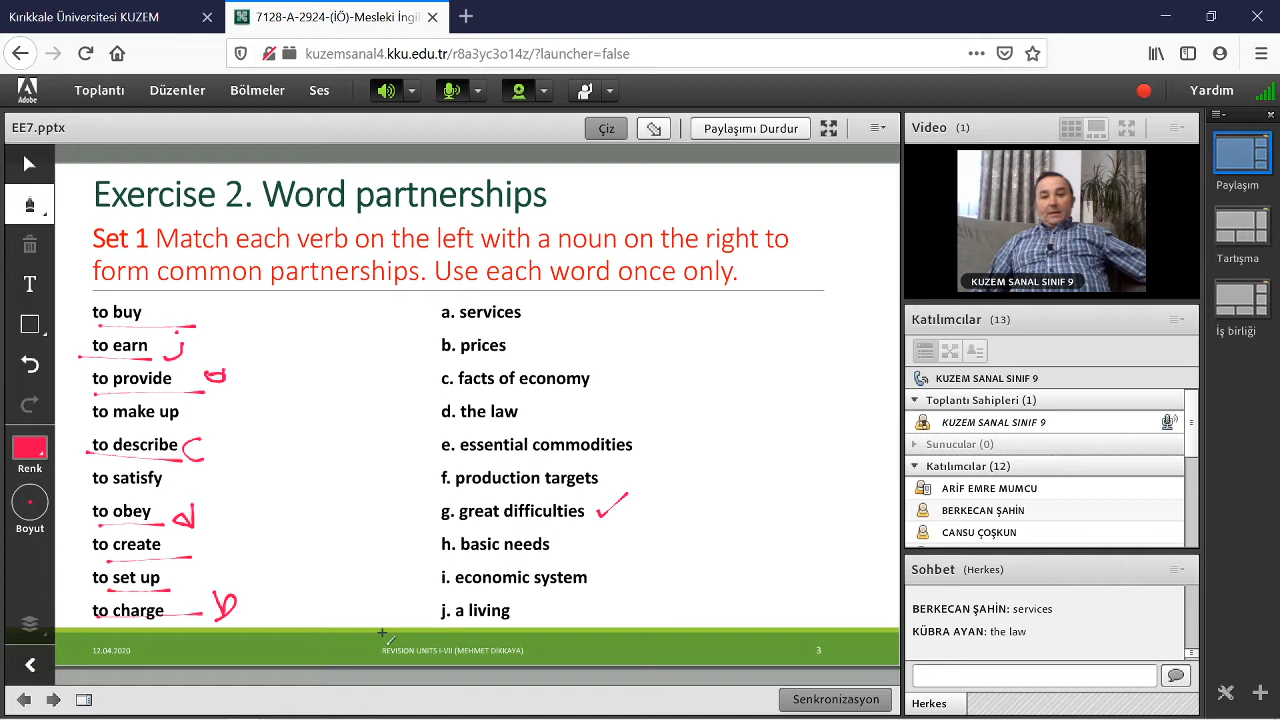 Kırıkkale Üniversitesi KUZEM
7128-A-2924-(İÖ)-Mesleki İngil
kuzemsanal4.kku.edu.tr/r8a3yc3o14z/?launcher=false
Adobe
Toplantı
Düzenler
Bölmeler
Ses
Yardım
EE7.pptx
Çiz
Paylaşımı Durdur
Exercise 2. Word partnerships
Set 1 Match each verb on the left with a noun on the right to
form common partnerships. Use each word once only.
to buy
to earn j
to provide a
to make up
to describe C
to satisfy
to obey d
to create
to set up
to charge b
a. services
b. prices
c. facts of economy
d. the law
e. essential commodities
f. production targets
g. great difficulties
h. basic needs
i. economic system
j. a living
12.04.2020
REVISION UNITS I-VII (MEHMET DİKKAYA)
3
T
Renk
Boyut
Senkronizasyon
Video (1)
KUZEM SANAL SINIF 9
Katılımcılar (13)
KUZEM SANAL SINIF 9
Toplantı Sahipleri (1)
KUZEM SANAL SINIF 9
Sunucular (0)
Katılımcılar (12)
ARİF EMRE MUMCU
BERKECAN ŞAHİN
CANSU ÇOŞKUN
Sohbet (Herkes)
BERKECAN ŞAHİN: services
KÜBRA AYAN: the law
Herkes
Paylaşım
Tartışma
İş birliği